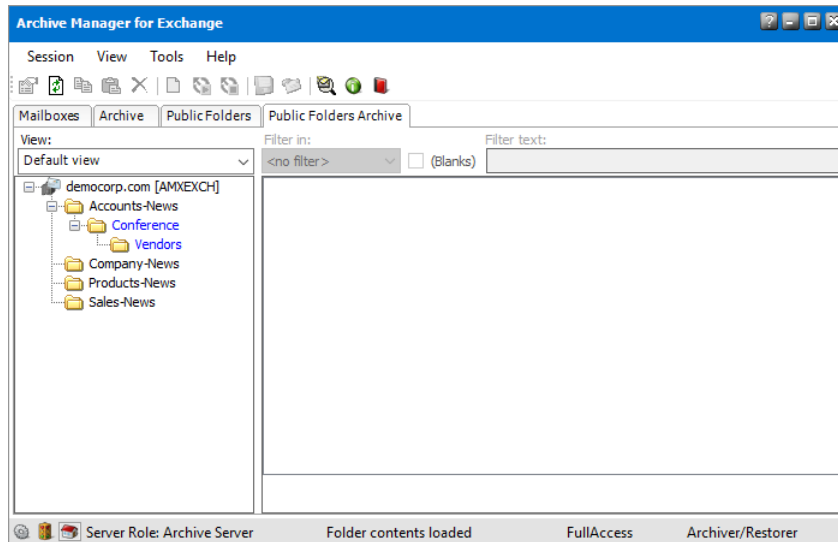 Archive Manager for Exchange
Session View Tools Help
Mailboxes Archive Public Folders Public Folders Archive
View: Filter in: Filter text:
Default view <no filter> (Blanks)
democorp.com [AMXEXCH]
Accounts-News
Conference
Vendors
Company-News
Products-News
Sales-News
Server Role: Archive Server Folder contents loaded FullAccess Archiver/Restorer